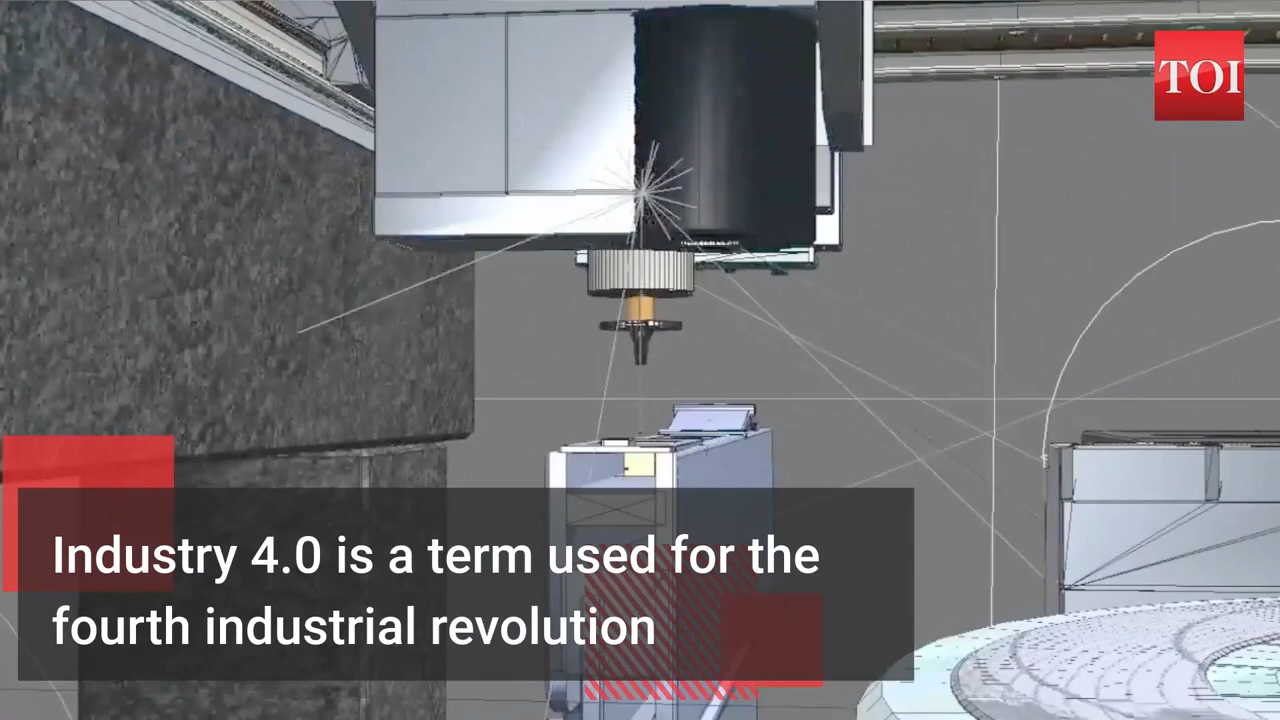 TOI
Industry 4.0 is a term used for the
fourth industrial revolution